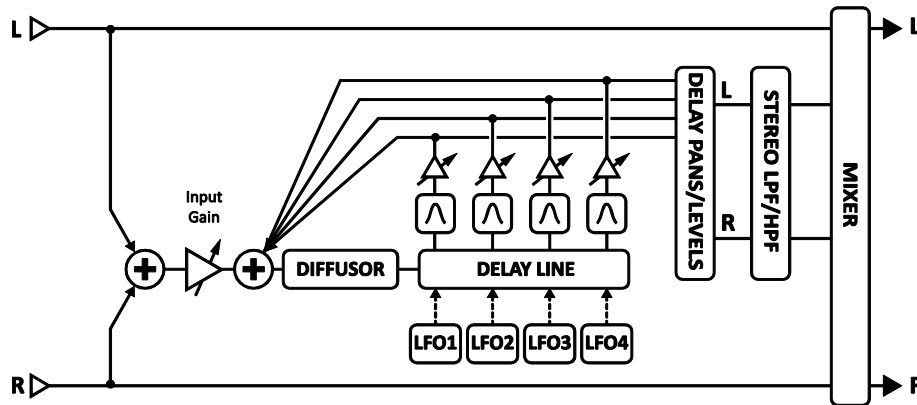 L
L
Input
Gain
DIFFUSOR
DELAY LINE
LFO1
LFO2
LFO3
LFO4
DELAY PANS/LEVELS
L
R
STEREO LPF/HPF
MIXER
R
R